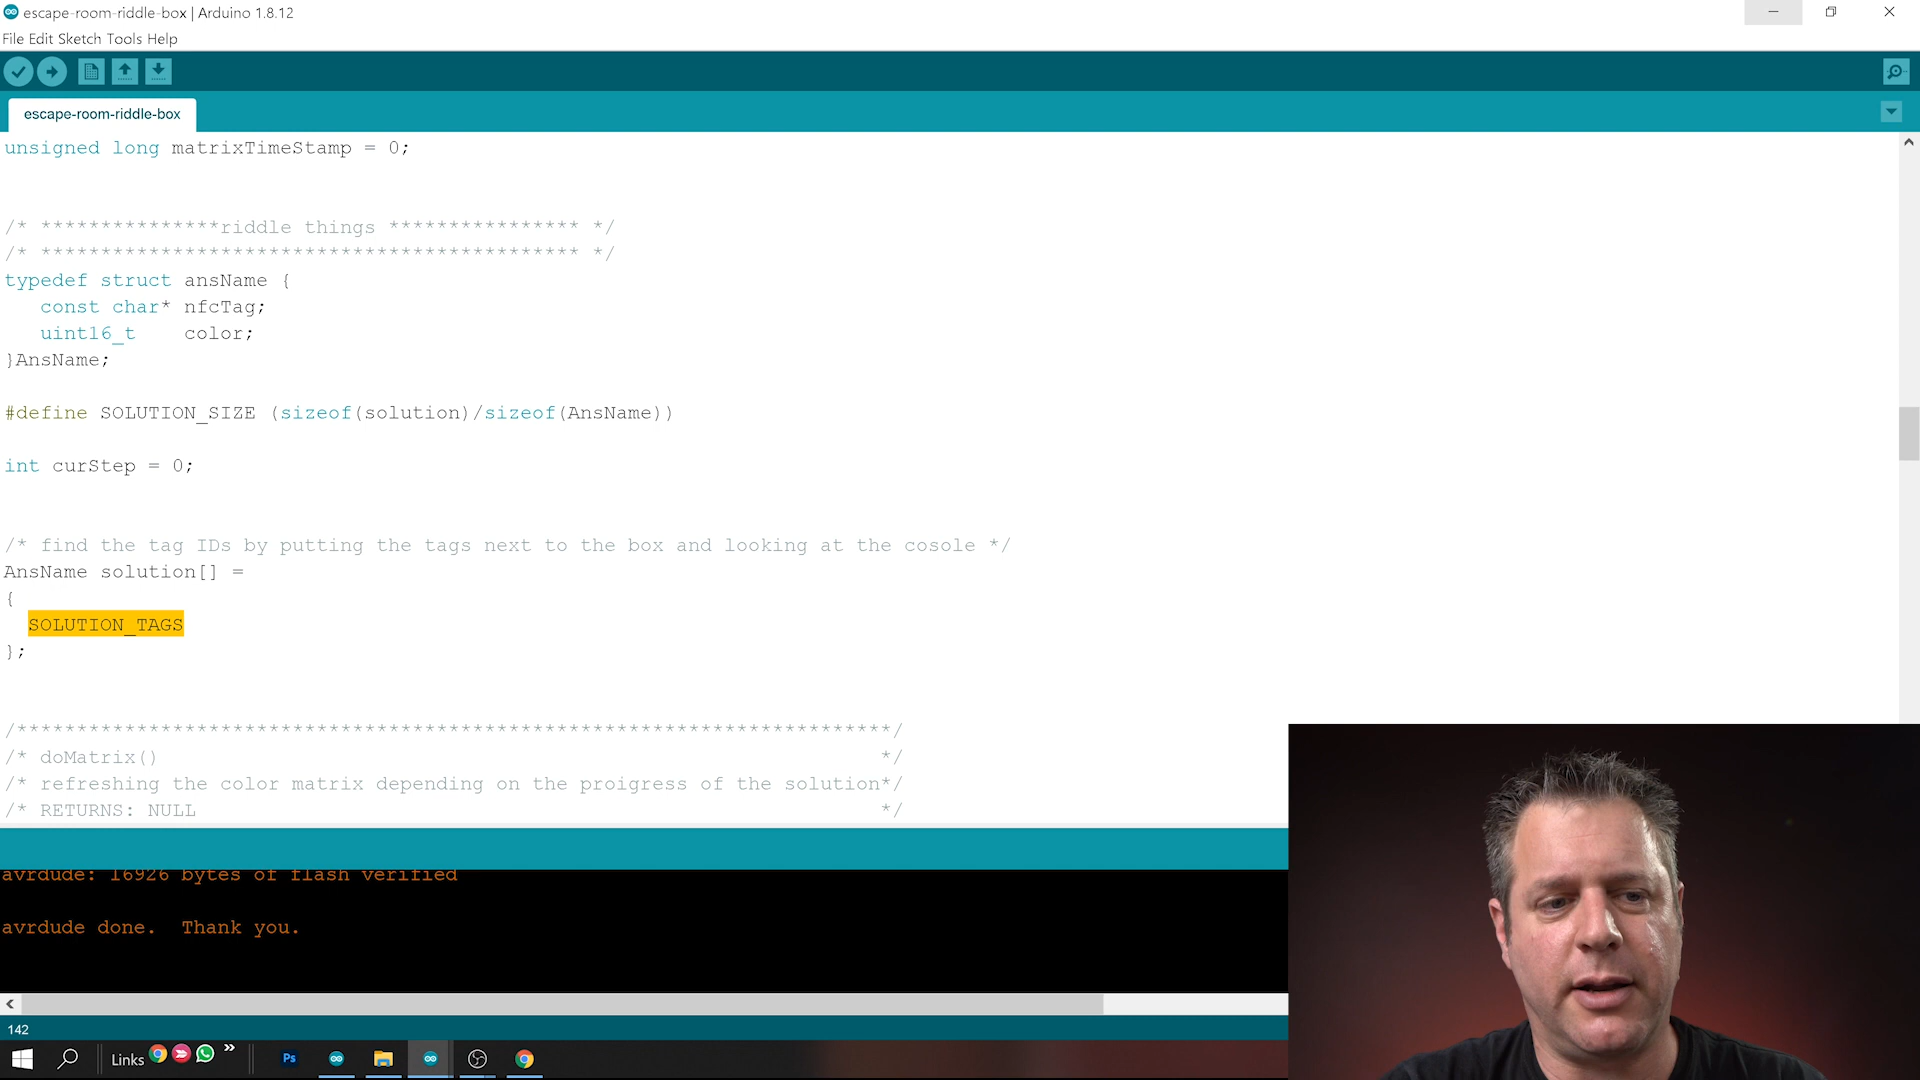 escape-room-riddle-box | Arduino 1.8.12
File Edit Sketch Tools Help
escape-room-riddle-box
unsigned long matrixTimeStamp = 0;
/* ***************riddle things **************** */
/* ********************************************* */
typedef struct ansName {
const char* nfcTag;
uint16_t color;
}AnsName;
#define SOLUTION_SIZE (sizeof(solution)/sizeof(AnsName))
int curStep = 0;
/* find the tag IDs by putting the tags next to the box and looking at the cosole */
AnsName solution[] =
{
SOLUTION_TAGS
};
/*************************************************************************/
/* doMatrix() */
/* refreshing the color matrix depending on the proigress of the solution*/
/* RETURNS: NULL */
avrdude: 16926 bytes of flash verified
avrdude done. Thank you.
142
Links
Ps